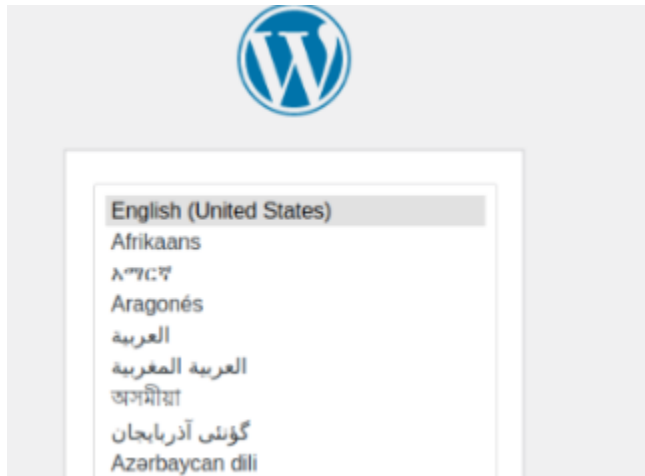 English (United States)
Afrikaans
አማርኛ
Aragonés
العربية
العربية المغربية
অসমীয়া
گؤنئی آذربایجان
Azərbaycan dili